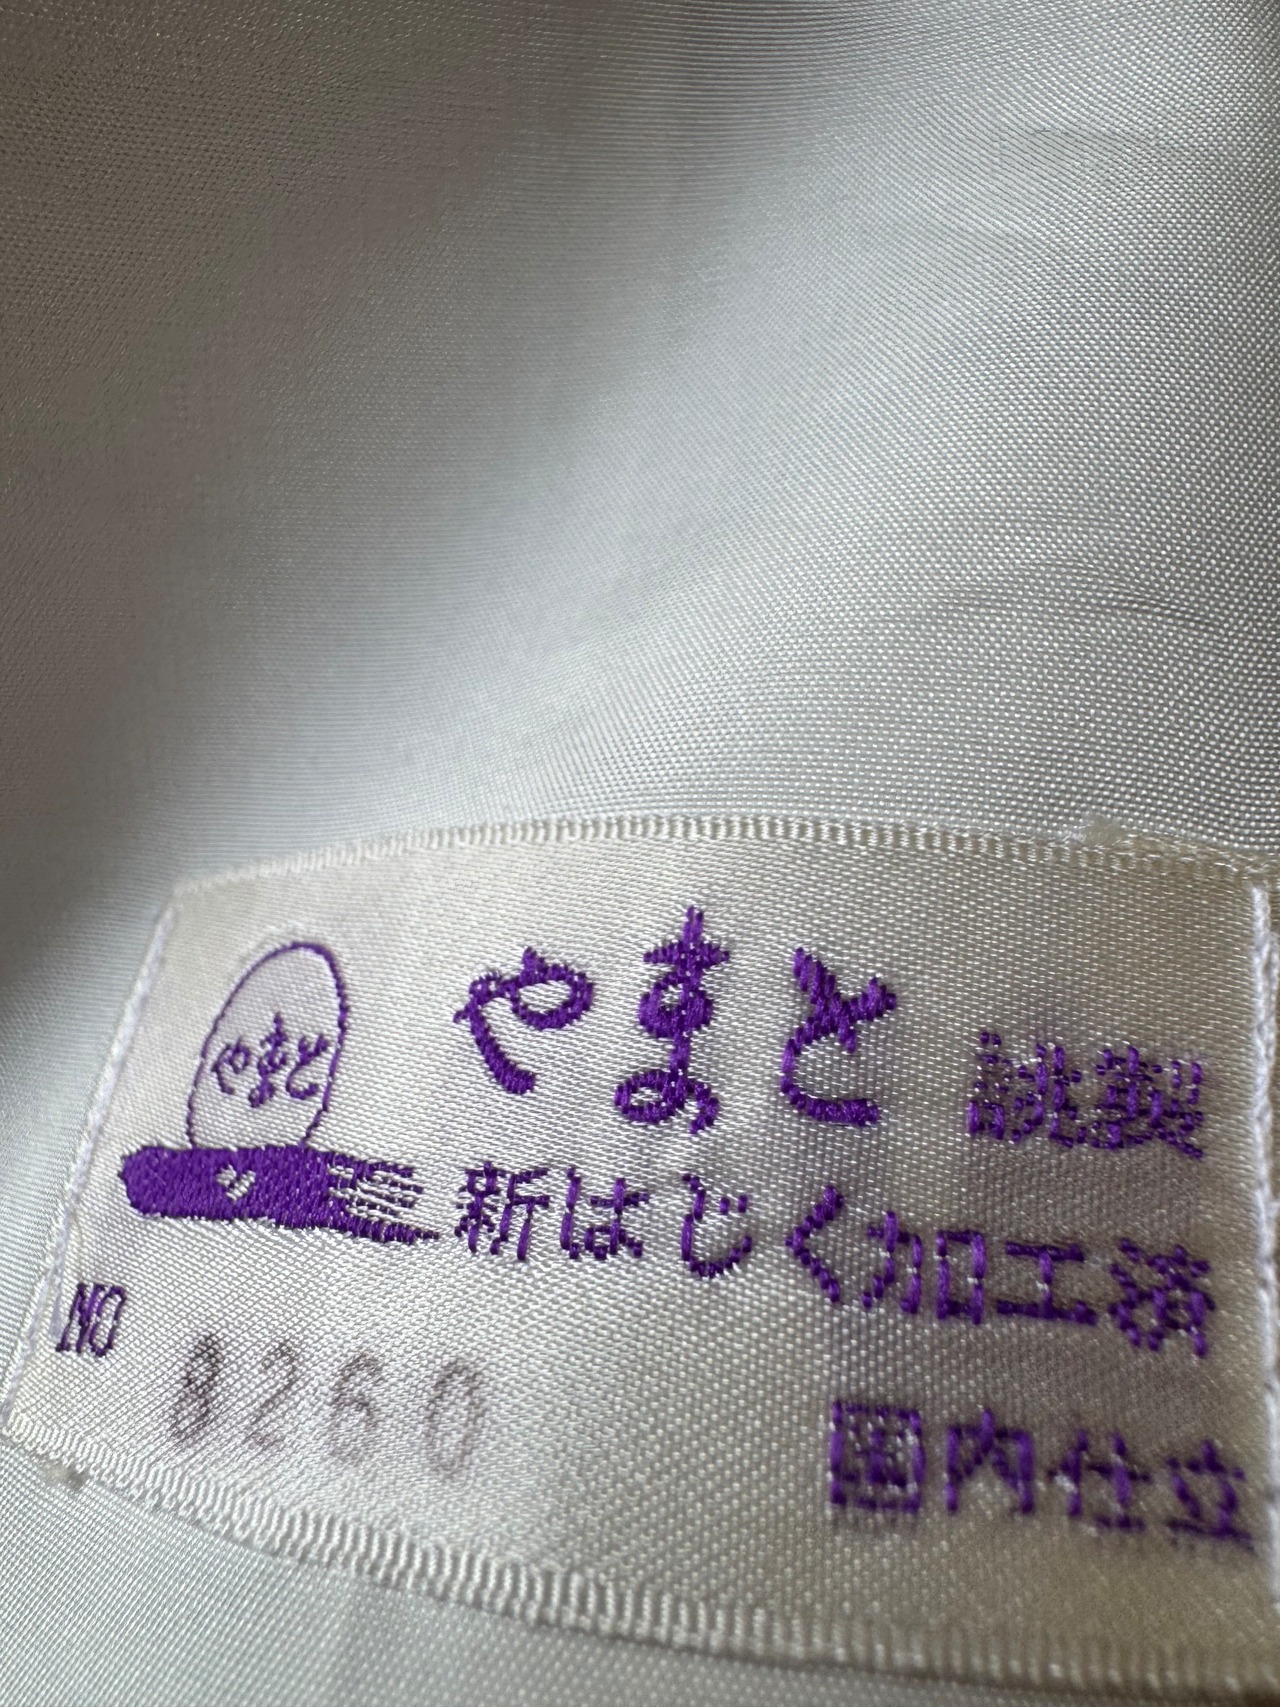 やまと
やまと 誂製
新はじく加工済
NO 8260
国内仕立